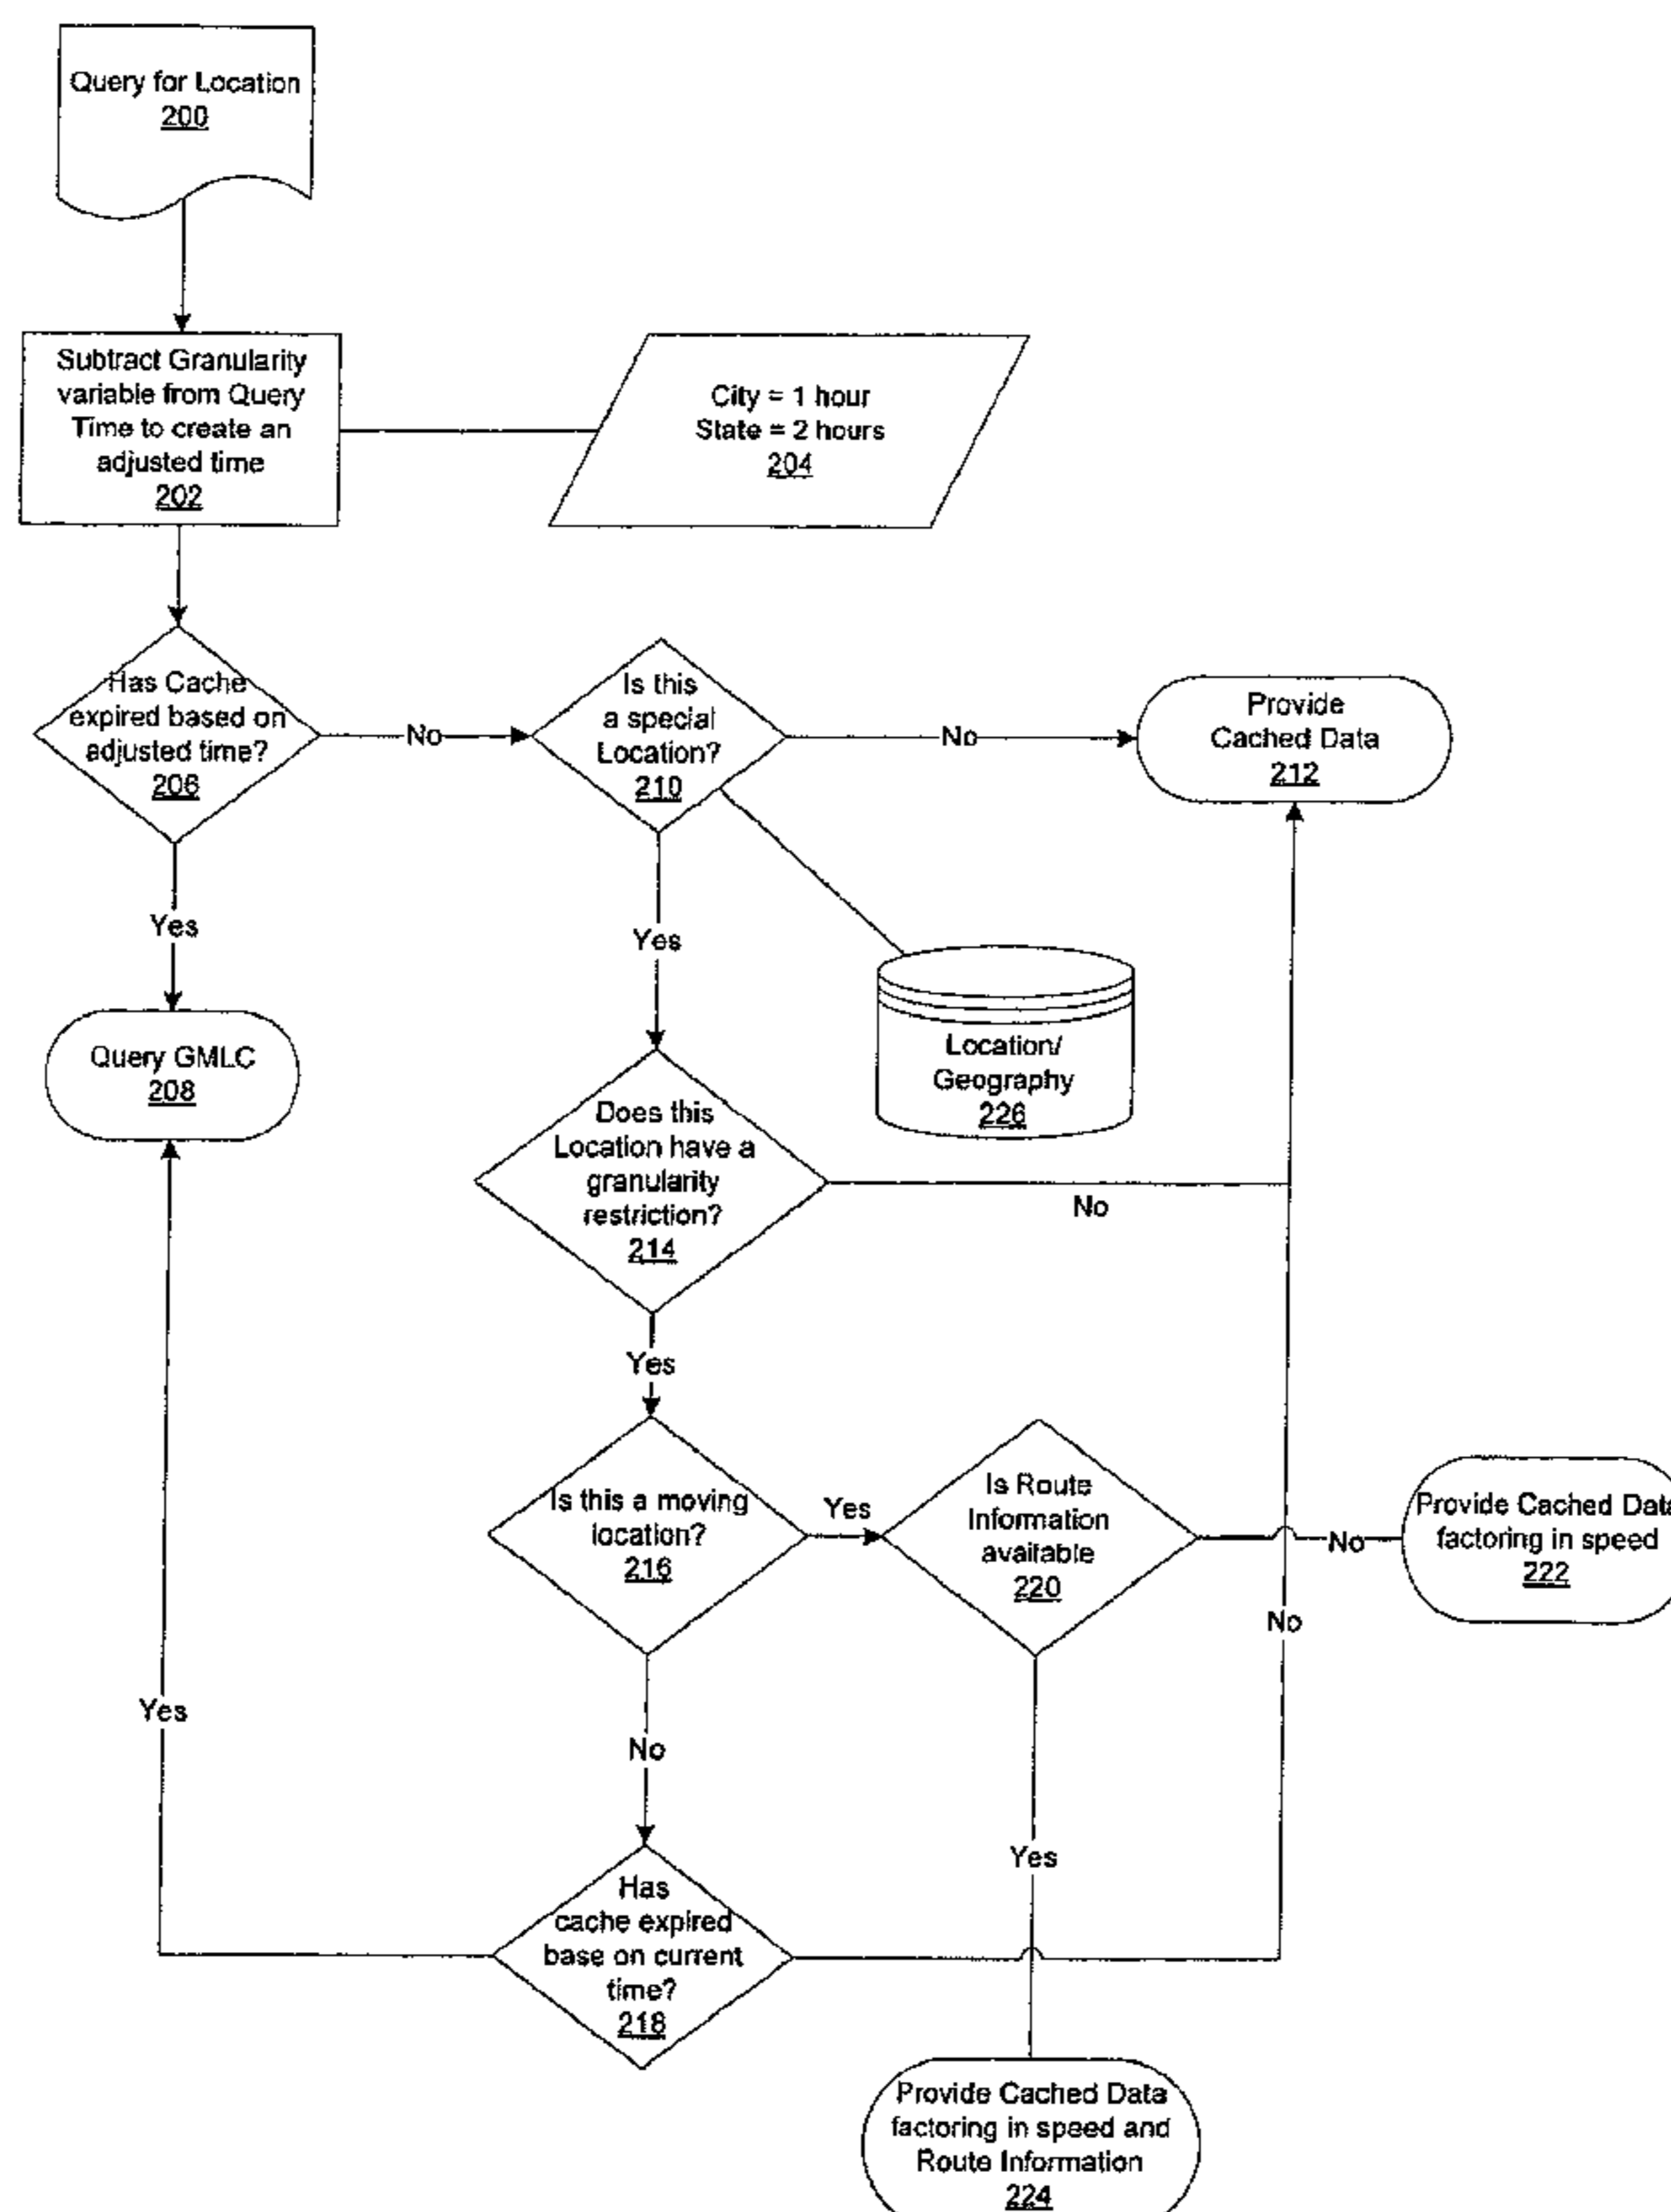 Query for Location
200
Subtract Granularity
variable from Query
Time to create an
adjusted time
202
City = 1 hour
State = 2 hours
204
Has Cache
expired based on
adjusted time?
206
No
Is this
a special
Location?
210
No
Provide
Cached Data
212
Yes
Yes
Query GMLC
208
Location/
Geography
226
Does this
Location have a
granularity
restriction?
214
No
Yes
Is this a moving
location?
216
Yes
Is Route
Information
available
220
No
Provide Cached Data
factoring in speed
222
No
Yes
No
Yes
Has
cache expired
base on current
time?
218
Provide Cached Data
factoring in speed and
Route Information
224